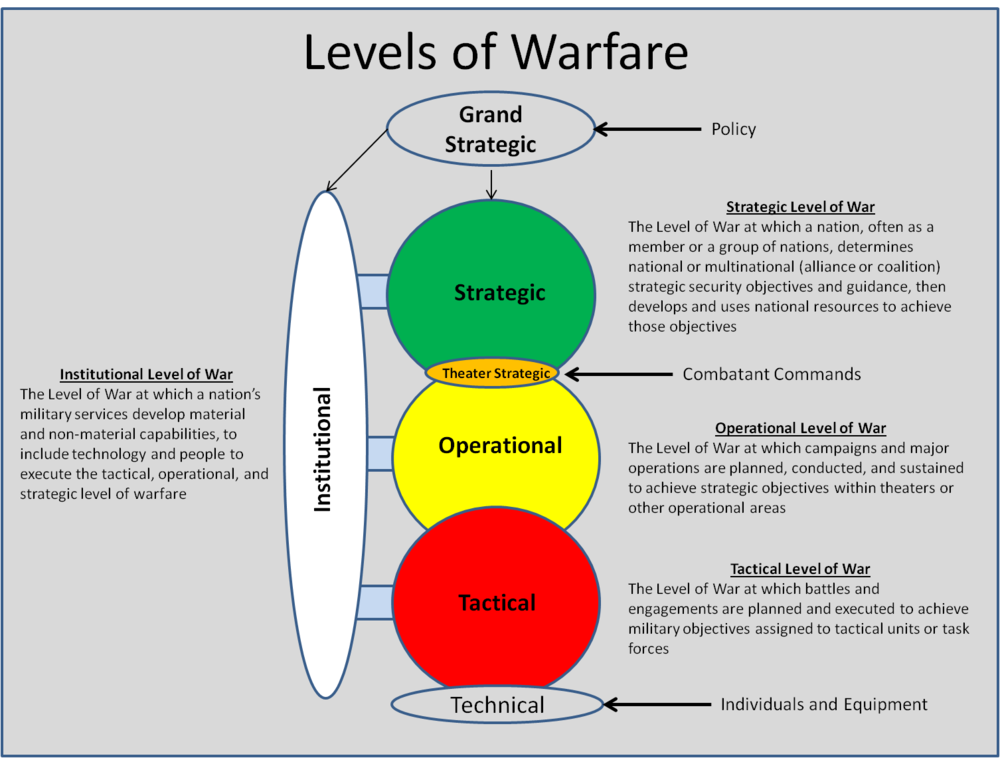 Levels of Warfare
Grand
Strategic
Policy
Strategic Level of War
The Level of War at which a nation, often as a
member or a group of nations, determines
national or multinational (alliance or coalition)
strategic security objectives and guidance, then
develops and uses national resources to achieve
those objectives
Strategic
Theater Strategic
Combatant Commands
Institutional Level of War
The Level of War at which a nation's
military services develop material
and non-material capabilities, to
include technology and people to
execute the tactical, operational, and
strategic level of warfare
Institutional
Operational
Operational Level of War
The Level of War at which campaigns and major
operations are planned, conducted, and sustained
to achieve strategic objectives within theaters or
other operational areas
Tactical
Tactical Level of War
The Level of War at which battles and
engagements are planned and executed to achieve
military objectives assigned to tactical units or task
forces
Technical
Individuals and Equipment